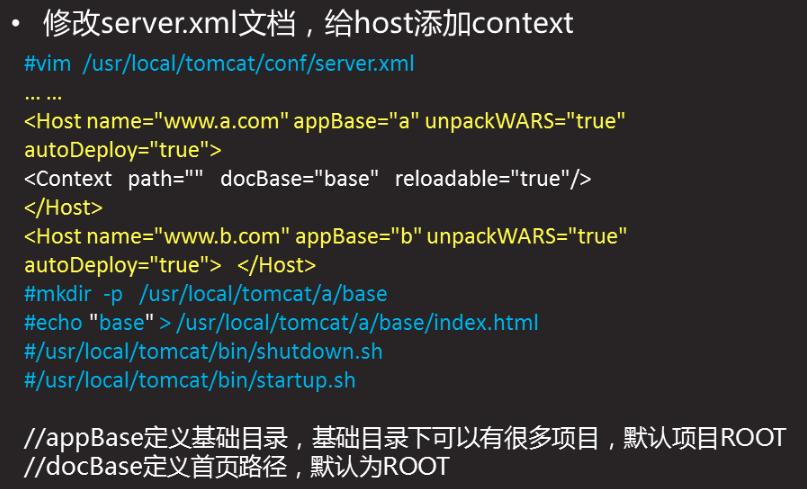 • 修改server.xml文档，给host添加context
#vim /usr/local/tomcat/conf/server.xml
... ...
<Host name="www.a.com" appBase="a" unpackWARS="true"
autoDeploy="true">
<Context path="" docBase="base" reloadable="true"/>
</Host>
<Host name="www.b.com" appBase="b" unpackWARS="true"
autoDeploy="true"> </Host>
#mkdir -p /usr/local/tomcat/a/base
#echo "base" > /usr/local/tomcat/a/base/index.html
#/usr/local/tomcat/bin/shutdown.sh
#/usr/local/tomcat/bin/startup.sh
//appBase定义基础目录，基础目录下可以有很多项目，默认项目ROOT
//docBase定义首页路径，默认为ROOT